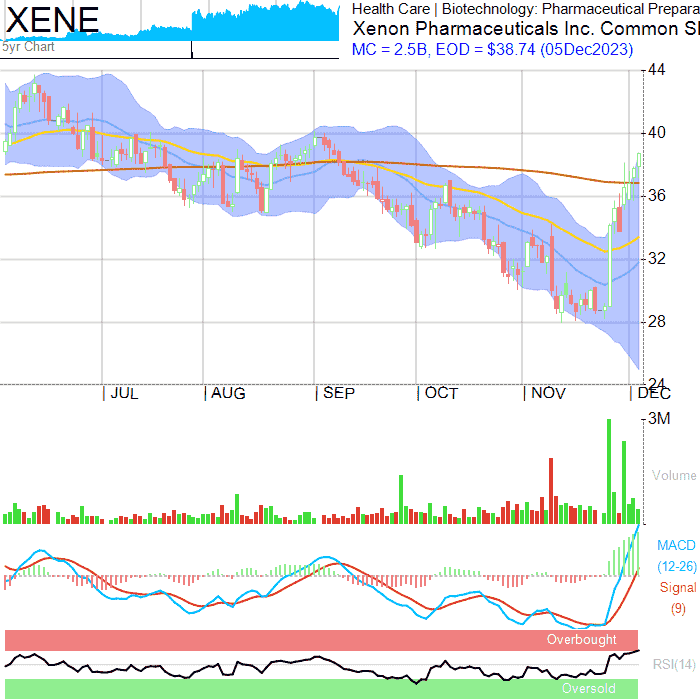 XENE
5yr Chart
Health Care | Biotechnology: Pharmaceutical Prepara
Xenon Pharmaceuticals Inc. Common S
MC = 2.5B, EOD = $38.74 (05Dec2023)
44
40
36
32
28
24
| JUL | AUG | SEP | OCT | NOV | DEC
3M
Volume
MACD
(12-26)
Signal
(9)
Overbought
RSI(14)
Oversold